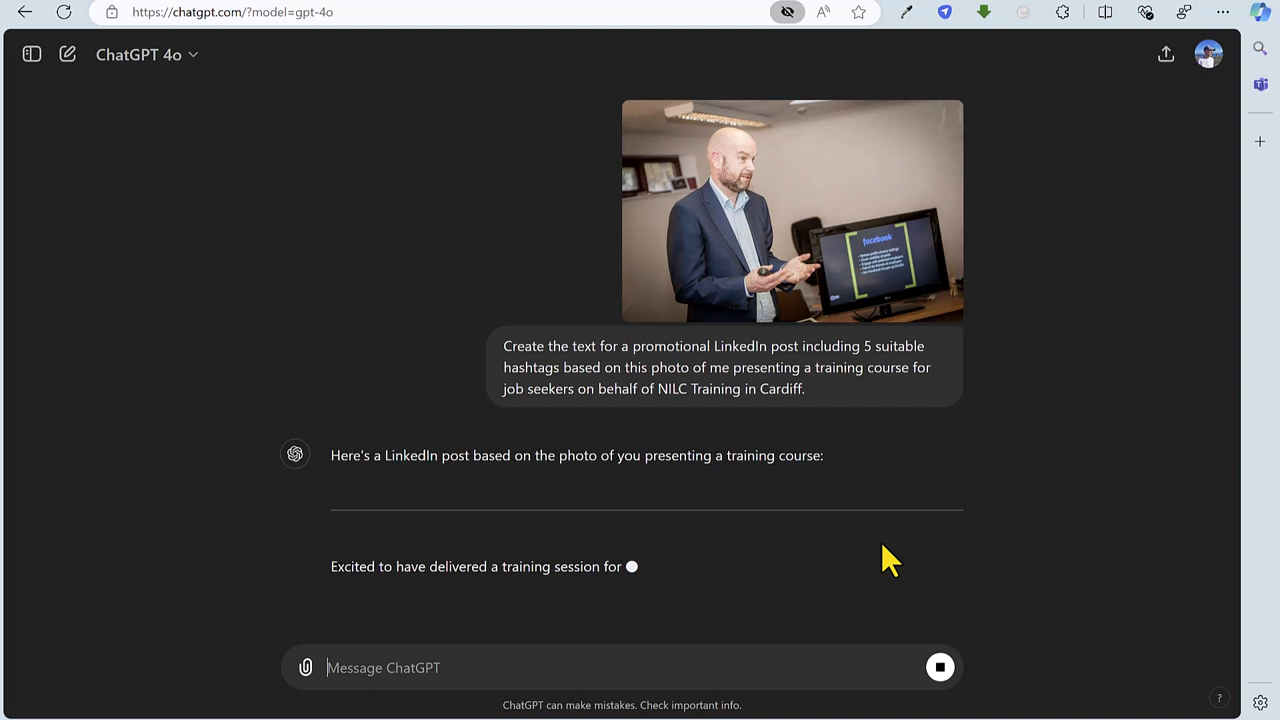 https://chatgpt.com/?model=gpt-4o
ChatGPT 4o
facebook
Create the text for a promotional LinkedIn post including 5 suitable
hashtags based on this photo of me presenting a training course for
job seekers on behalf of NILC Training in Cardiff.
Here's a LinkedIn post based on the photo of you presenting a training course:
Excited to have delivered a training session for
Message ChatGPT
ChatGPT can make mistakes. Check important info.
?